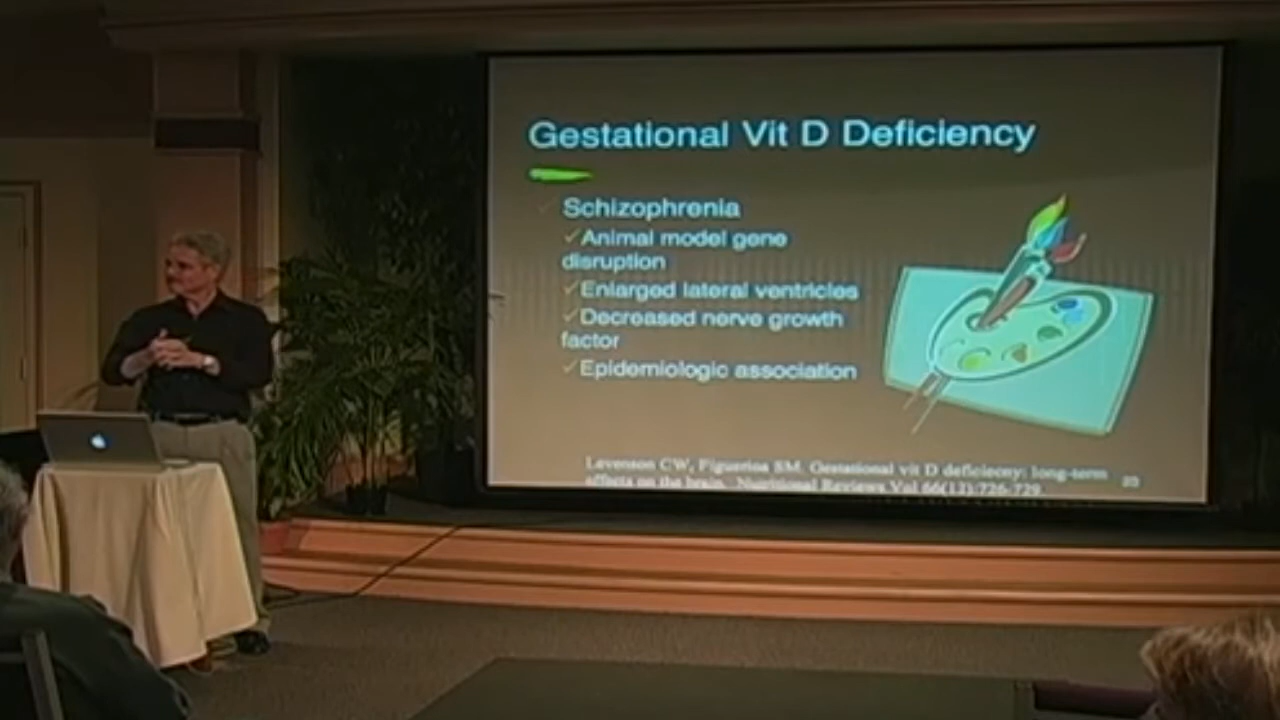 Gestational Vit D Deficiency
Schizophrenia
✓Animal model gene
disruption
✓Enlarged lateral ventricles
✓Decreased nerve growth
factor
✓Epidemiologic association
Levenson CW, Figueiroa SM. Gestational vit D deficiency: long-term
effects on the brain. Nutritional Reviews Vol 66(12):726-729